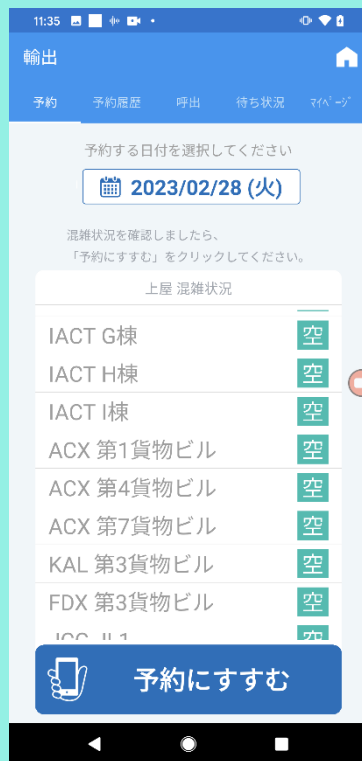 11:35
輸出
予約 予約履歴 呼出 待ち状況 ﾏｲﾍﾟｰｼﾞ
予約する日付を選択してください
2023/02/28 (火)
混雑状況を確認しましたら、
「予約にすすむ」をクリックしてください。
上屋 混雑状況
IACT G棟 空
IACT H棟 空
IACT I棟 空
ACX 第1貨物ビル 空
ACX 第4貨物ビル 空
ACX 第7貨物ビル 空
KAL 第3貨物ビル 空
FDX 第3貨物ビル 空
空
予約にすすむ